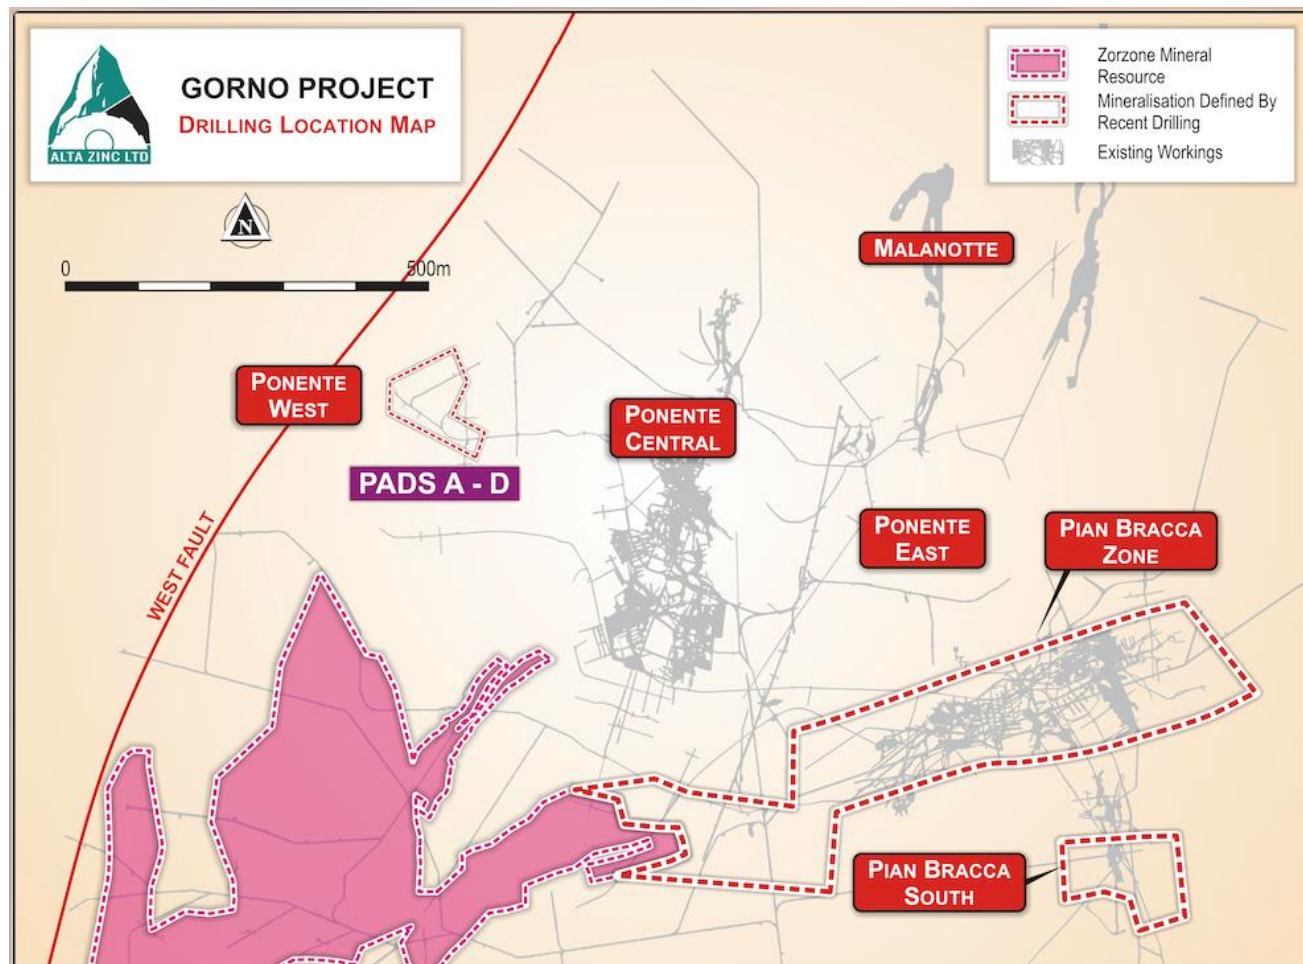 GORNO PROJECT
DRILLING LOCATION MAP
ALTA ZINC LTD
N
0
500m
Zorzone Mineral
Resource
Mineralisation Defined By
Recent Drilling
Existing Workings
MALANOTTE
PONENTE
WEST
PONENTE
CENTRAL
PADS A - D
WEST FAULT
PONENTE
EAST
PIAN BRACCA
ZONE
PIAN BRACCA
SOUTH